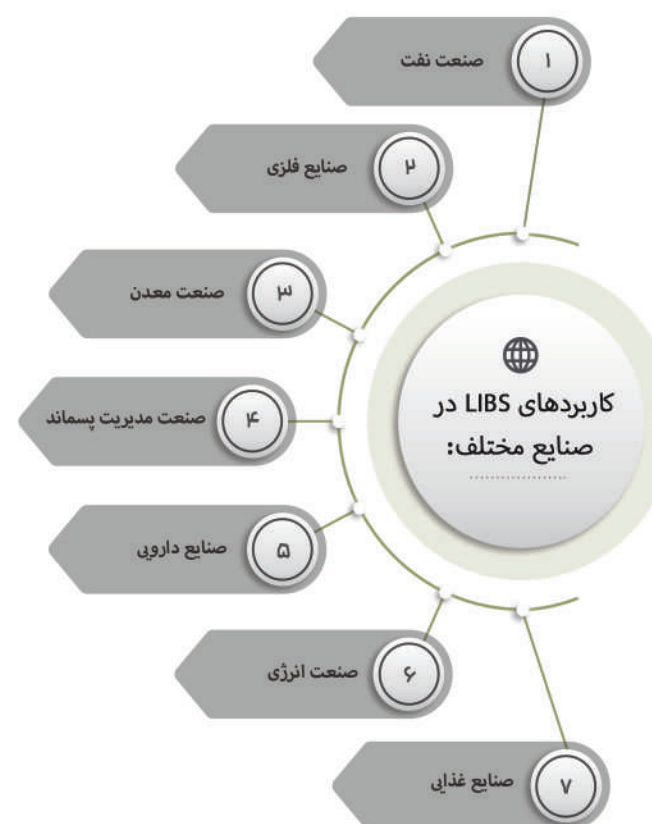 کاربردهای LIBS در
صنایع مختلف:
۱ صنعت نفت
۲ صنایع فلزی
۳ صنعت معدن
۴ صنعت مدیریت پسماند
۵ صنایع دارویی
۶ صنعت انرژی
۷ صنایع غذایی